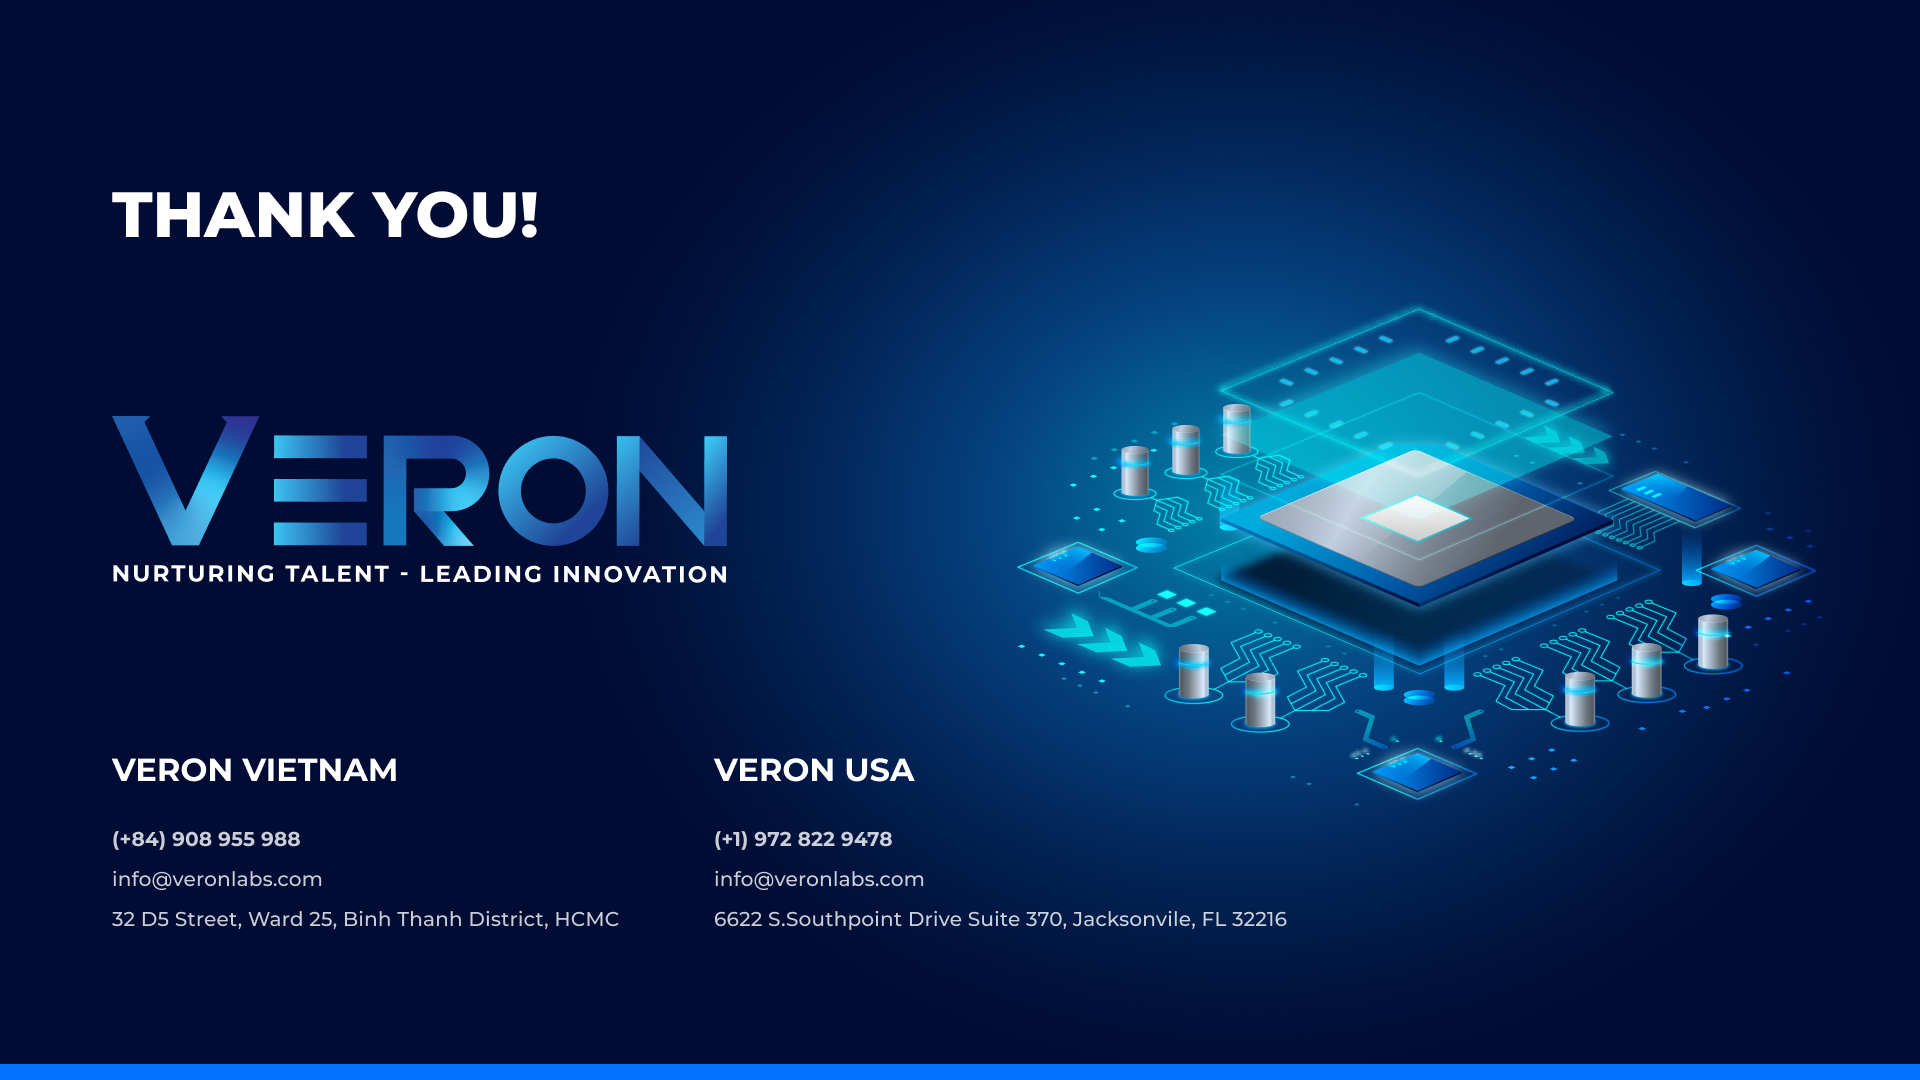 THANK YOU!
VERON
NURTURING TALENT - LEADING INNOVATION
VERON VIETNAM
(+84) 908 955 988
info@veronlabs.com
32 D5 Street, Ward 25, Binh Thanh District, HCMC
VERON USA
(+1) 972 822 9478
info@veronlabs.com
6622 S.Southpoint Drive Suite 370, Jacksonvile, FL 32216